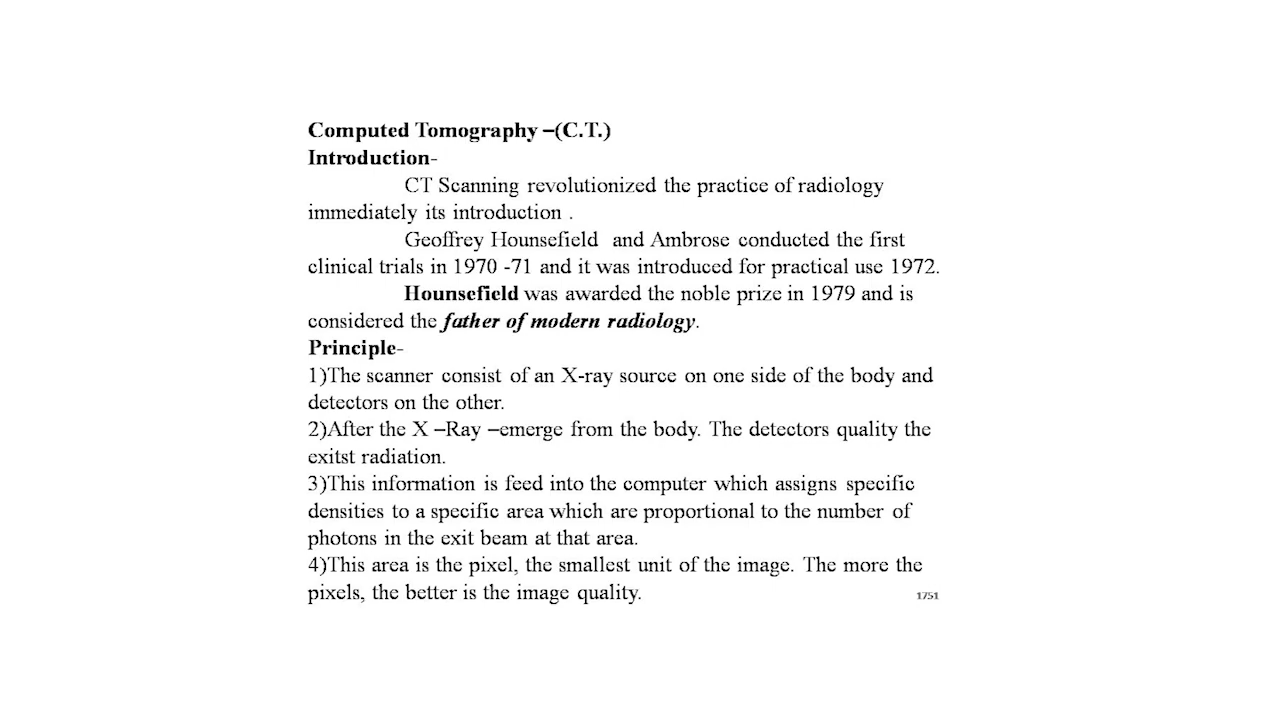 Computed Tomography –(C.T.)
Introduction-
CT Scanning revolutionized the practice of radiology
immediately its introduction .
Geoffrey Hounsefield and Ambrose conducted the first
clinical trials in 1970 -71 and it was introduced for practical use 1972.
Hounsefield was awarded the noble prize in 1979 and is
considered the father of modern radiology.
Principle-
1)The scanner consist of an X-ray source on one side of the body and
detectors on the other.
2)After the X –Ray –emerge from the body. The detectors quality the
exitst radiation.
3)This information is feed into the computer which assigns specific
densities to a specific area which are proportional to the number of
photons in the exit beam at that area.
4)This area is the pixel, the smallest unit of the image. The more the
pixels, the better is the image quality.
1751